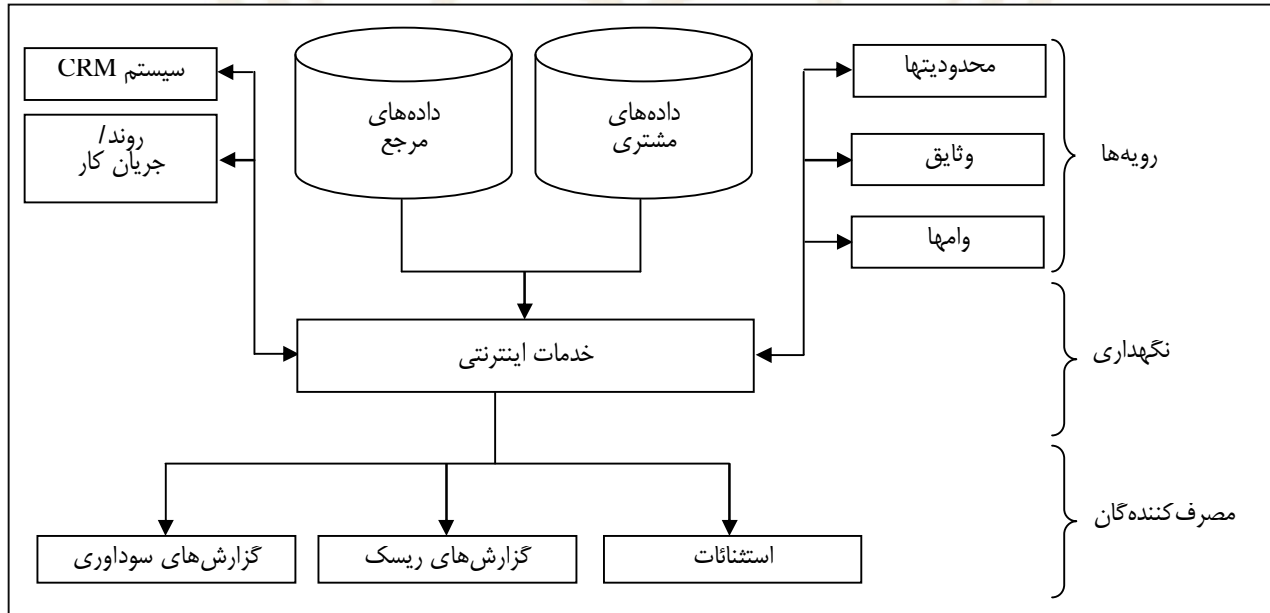 سیستم CRM
روند/
جریان کار
داده‌های
مرجع
داده‌های
مشتری
محدودیتها
وثایق
وامها
رویه‌ها
خدمات اینترنتی
نگهداری
گزارش‌های سوداوری
گزارش‌های ریسک
استثنائات
مصرف‌کننده‌گان